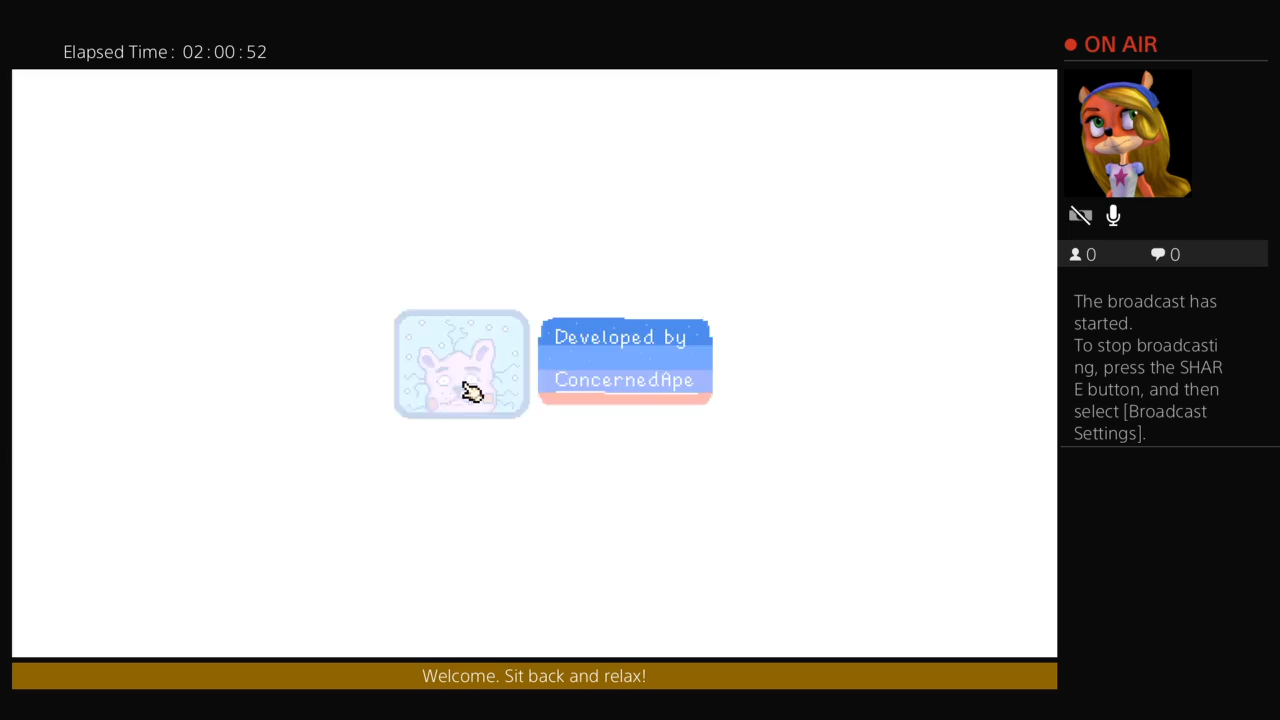 Elapsed Time: 02:00:52
ON AIR
Developed by
ConcernedApe
0 0
The broadcast has
started.
To stop broadcasti
ng, press the SHAR
E button, and then
select [Broadcast
Settings].
Welcome. Sit back and relax!